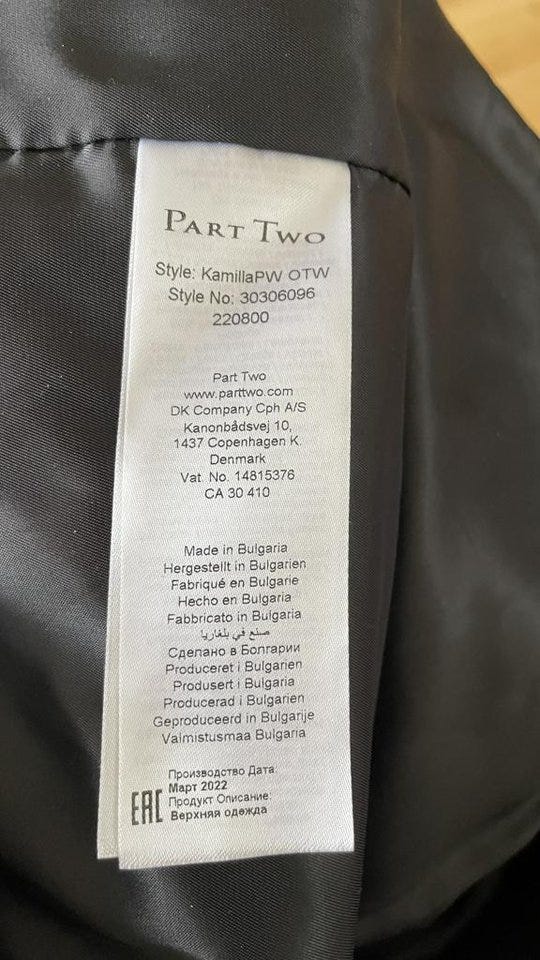 PART TWO
Style: KamillaPW OTW
Style No: 30306096
220800
Part Two
www.parttwo.com
DK Company Cph A/S
Kanonbådsvej 10,
1437 Copenhagen K.
Denmark
Vat. No. 14815376
CA 30 410
Made in Bulgaria
Hergestellt in Bulgarien
Fabriqué en Bulgarie
Hecho en Bulgaria
Fabbricato in Bulgaria
صنع في بلغاريا
Сделано в Болгарии
Produceret i Bulgarien
Produsert i Bulgaria
Producerad i Bulgarien
Geproduceerd in Bulgarije
Valmistusmaa Bulgaria
Производство Дата:
Март 2022
EAC Продукт Описание:
Верхняя одежда